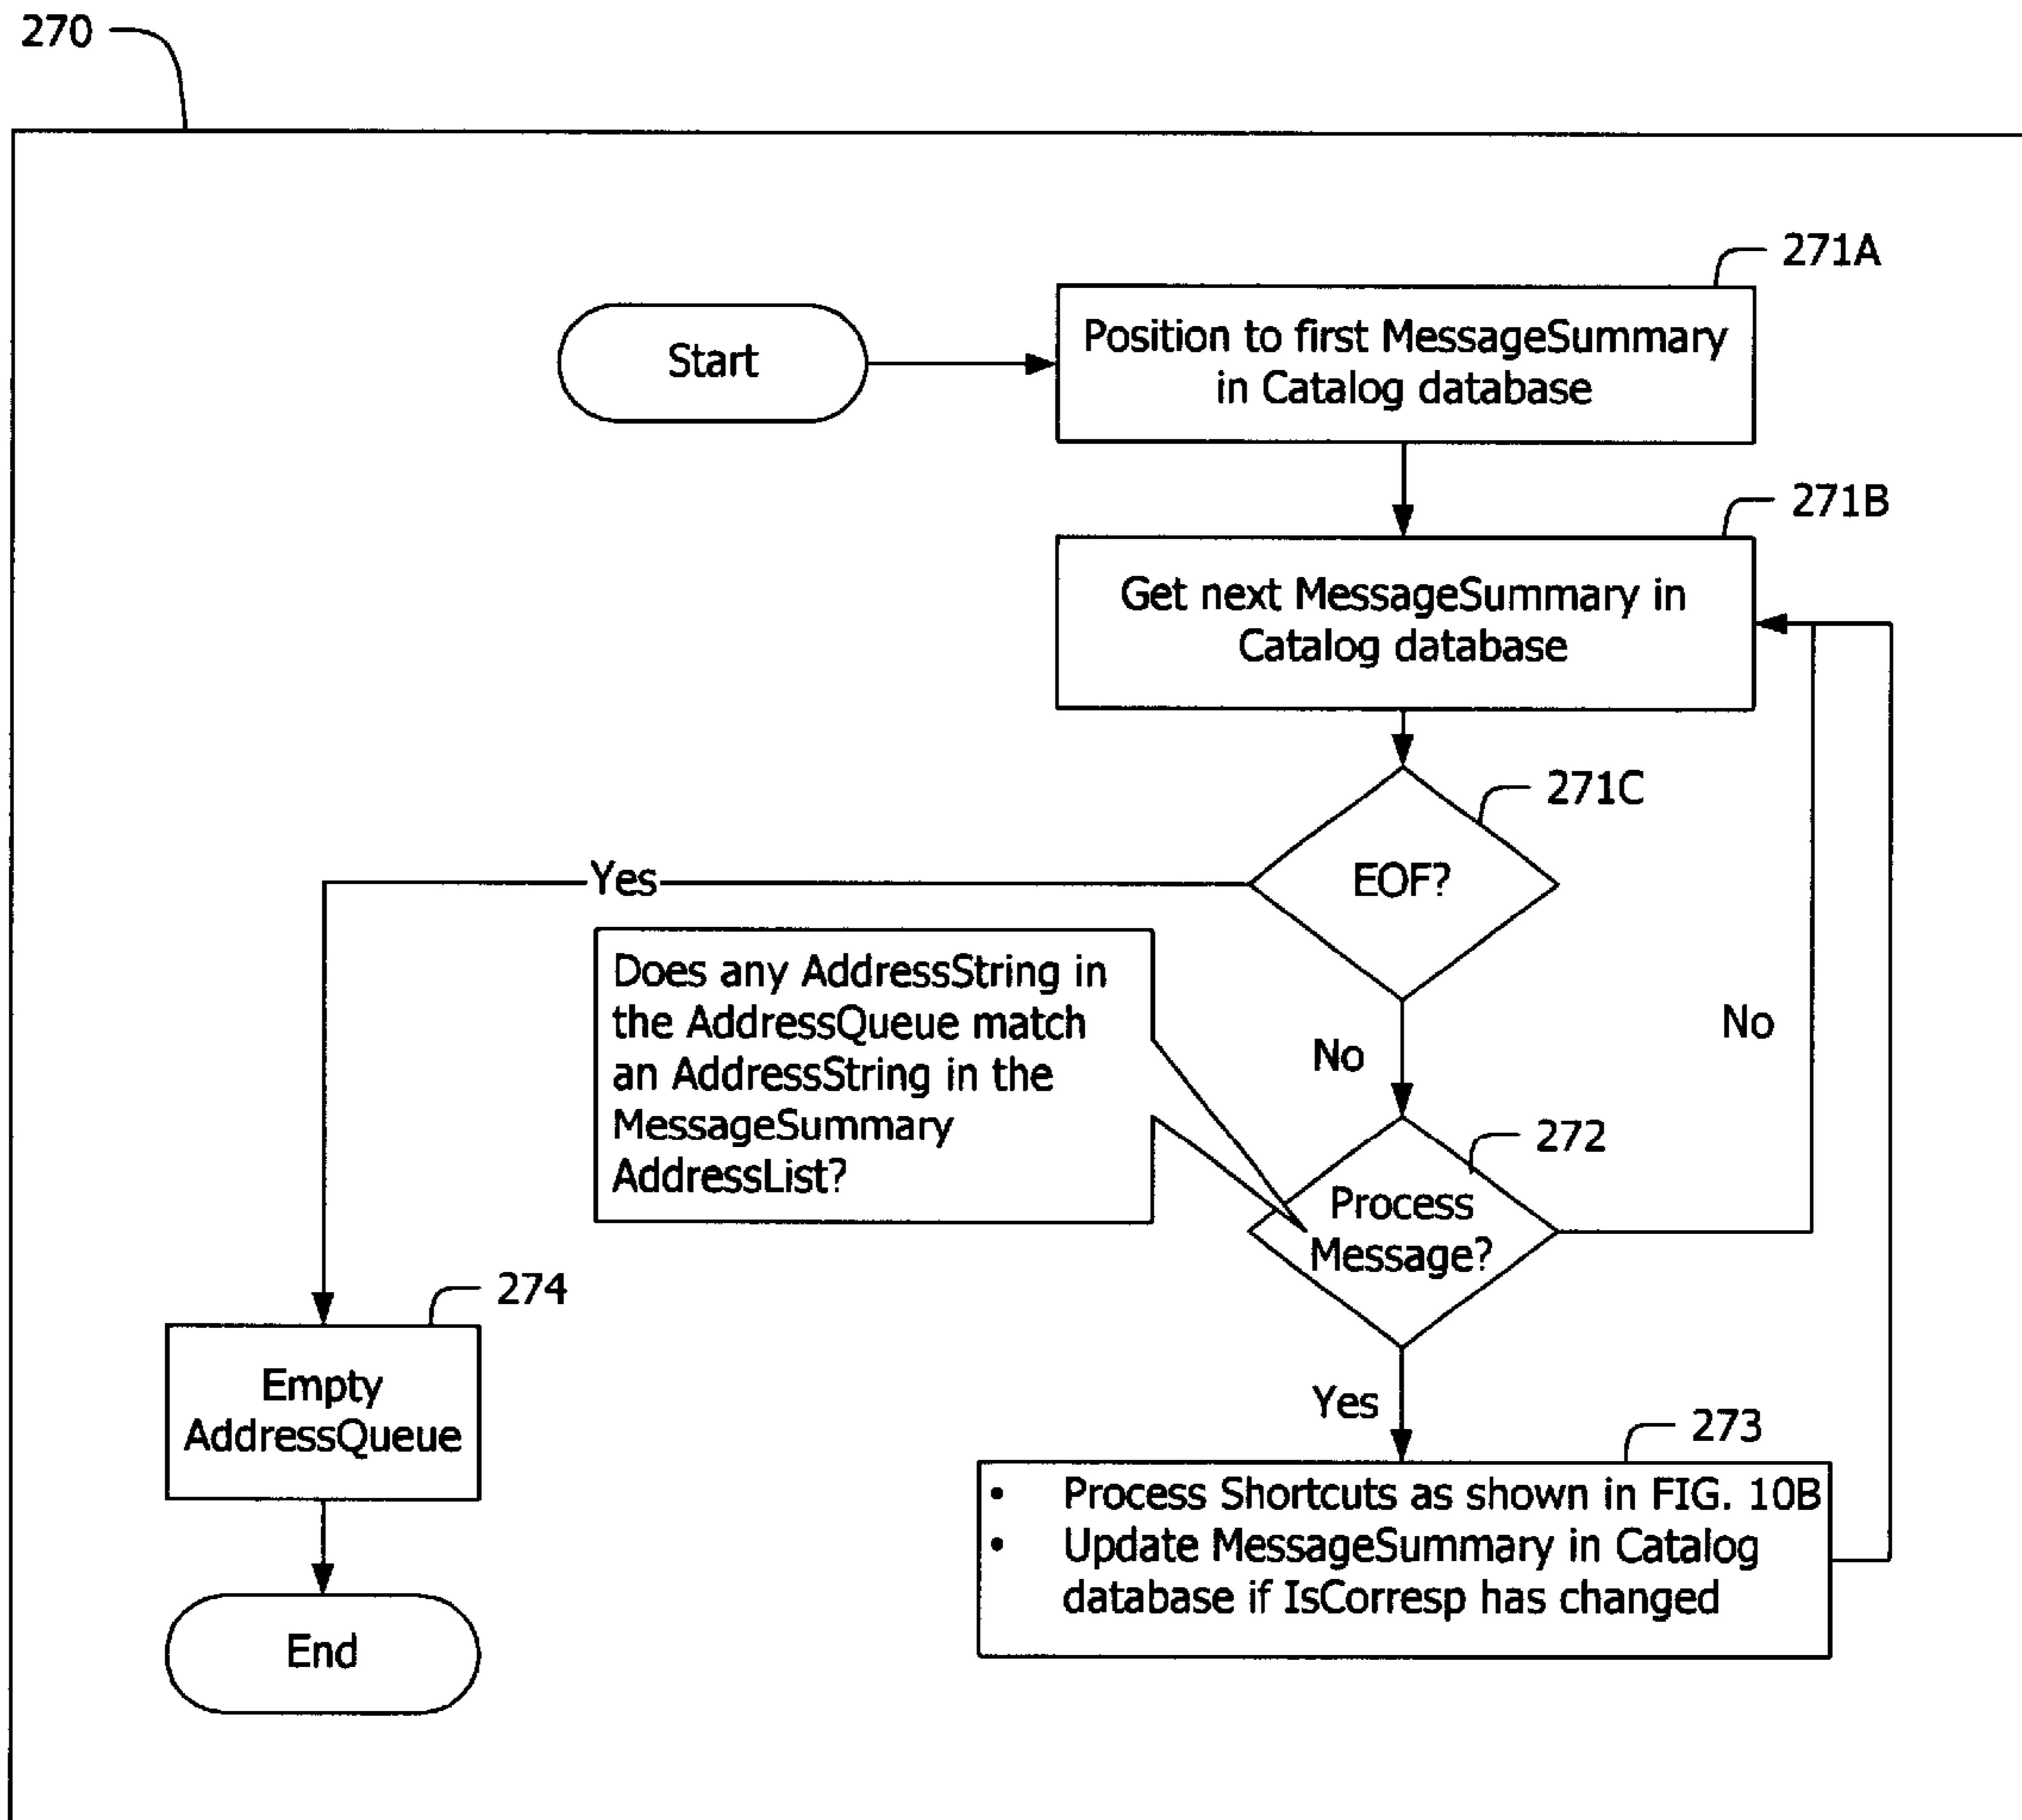 270
271A
Start
Position to first MessageSummary
in Catalog database
271B
Get next MessageSummary in
Catalog database
271C
EOF?
Yes
Does any AddressString in
the AddressQueue match
an AddressString in the
MessageSummary
AddressList?
No
No
272
Process
Message?
274
Empty
AddressQueue
Yes
273
• Process Shortcuts as shown in FIG. 10B
• Update MessageSummary in Catalog
database if IsCorresp has changed
End